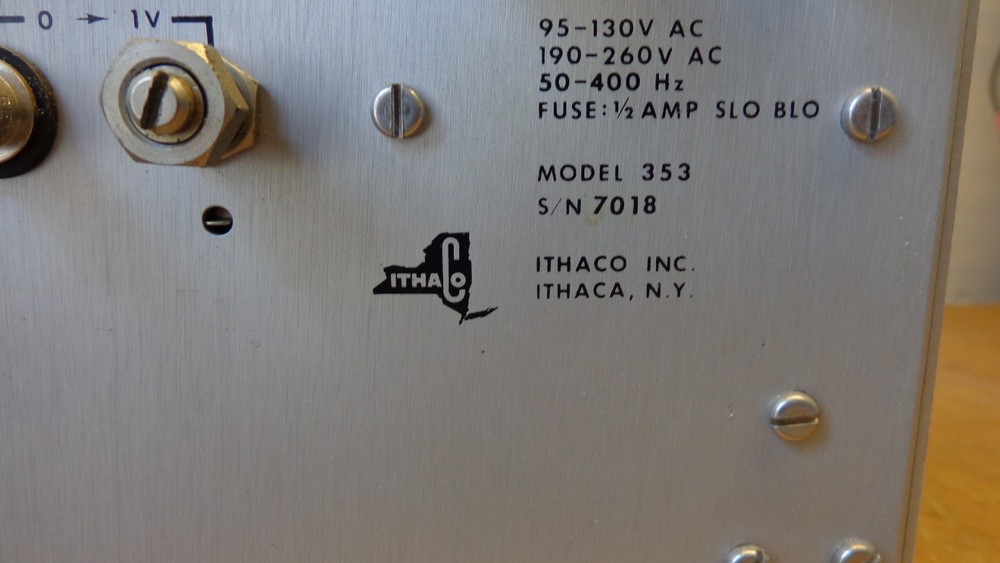 0 → 1V
95-130V AC
190-260V AC
50-400 Hz
FUSE: ½ AMP SLO BLO
MODEL 353
S/N 7018
ITHACO
ITHACO INC.
ITHACA, N.Y.